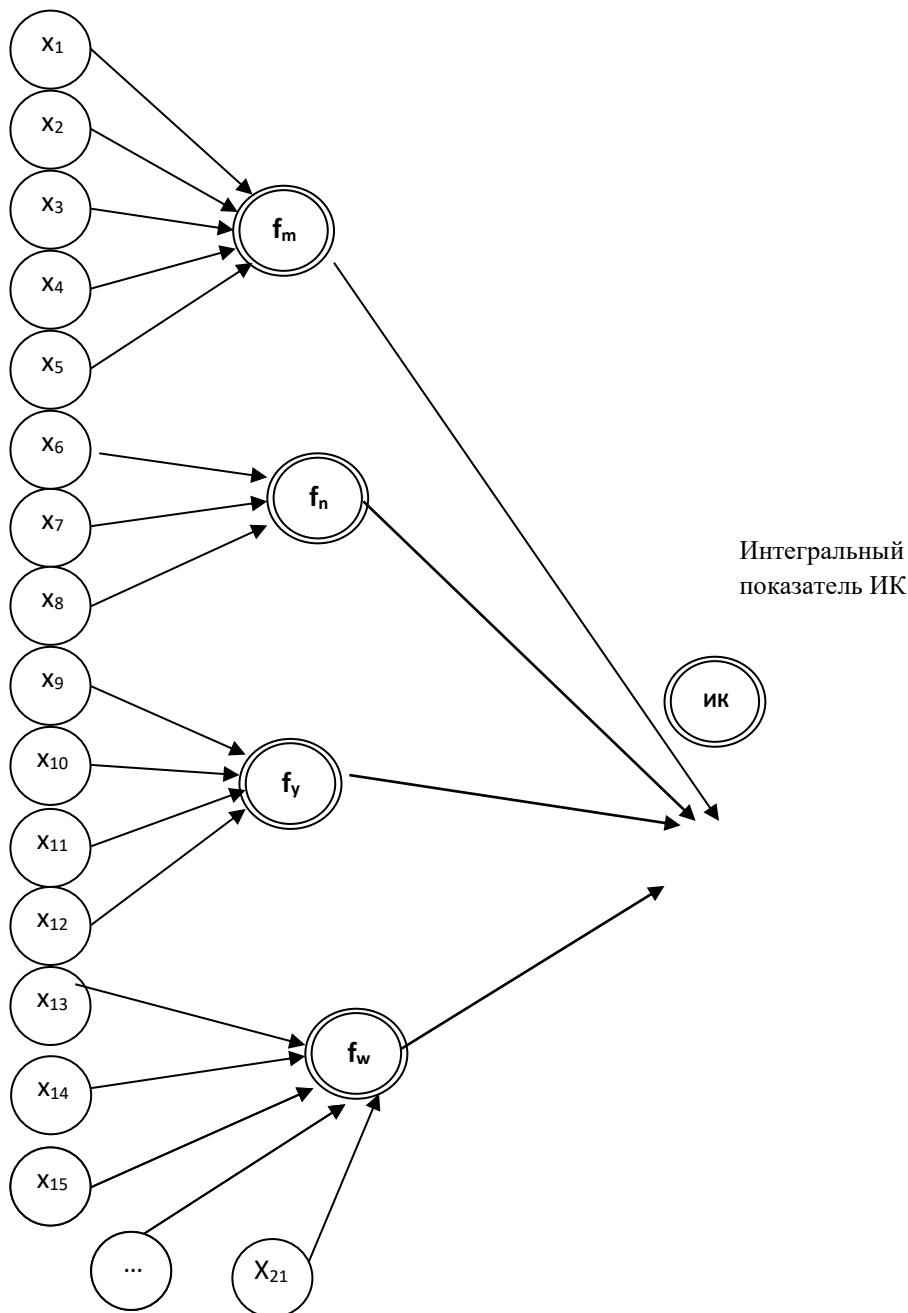 x1
x2
x3
fm
x4
x5
x6
fn
x7
Интегральный
показатель ИК
x8
x9
ИК
x10
fy
x11
x12
x13
fw
x14
x15
...
X21